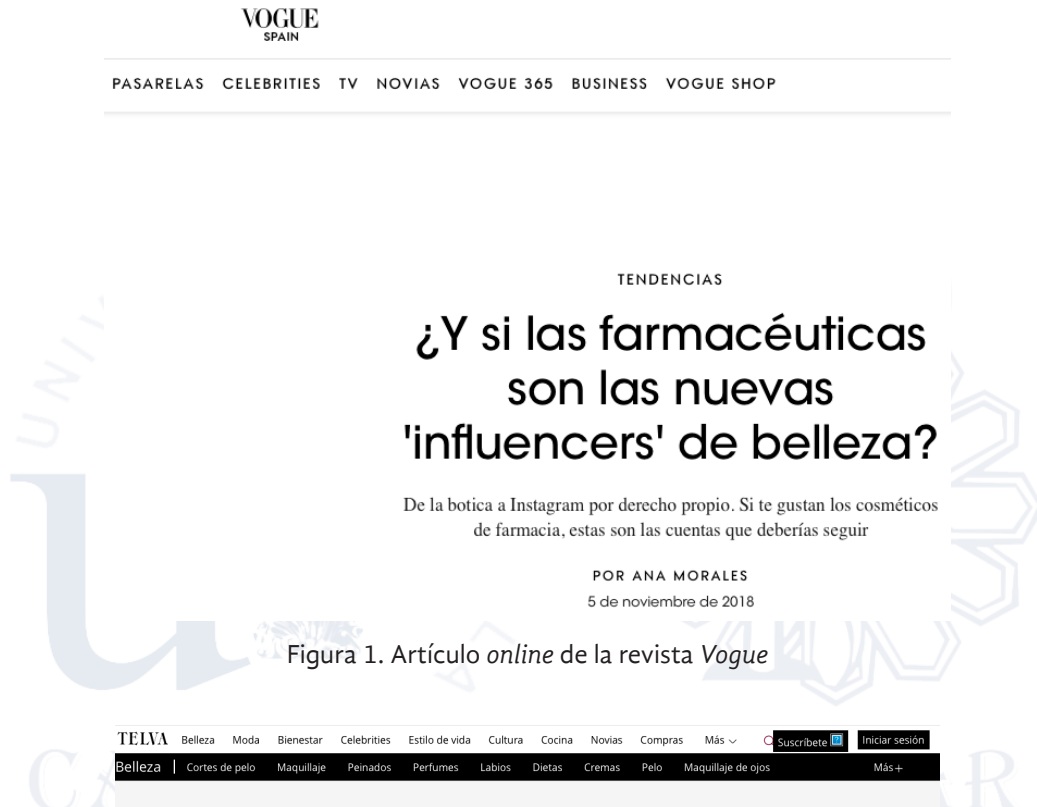 VOGUE
SPAIN
PASARELAS CELEBRITIES TV NOVIAS VOGUE 365 BUSINESS VOGUE SHOP
TENDENCIAS
¿Y si las farmacéuticas
son las nuevas
'influencers' de belleza?
De la botica a Instagram por derecho propio. Si te gustan los cosméticos
de farmacia, estas son las cuentas que deberías seguir
POR ANA MORALES
5 de noviembre de 2018
Figura 1. Artículo online de la revista Vogue
TELVA Belleza Moda Bienestar Celebrities Estilo de vida Cultura Cocina Novias Compras Más Suscríbete Iniciar sesión
Belleza | Cortes de pelo Maquillaje Peinados Perfumes Labios Dietas Cremas Pelo Maquillaje de ojos Más+